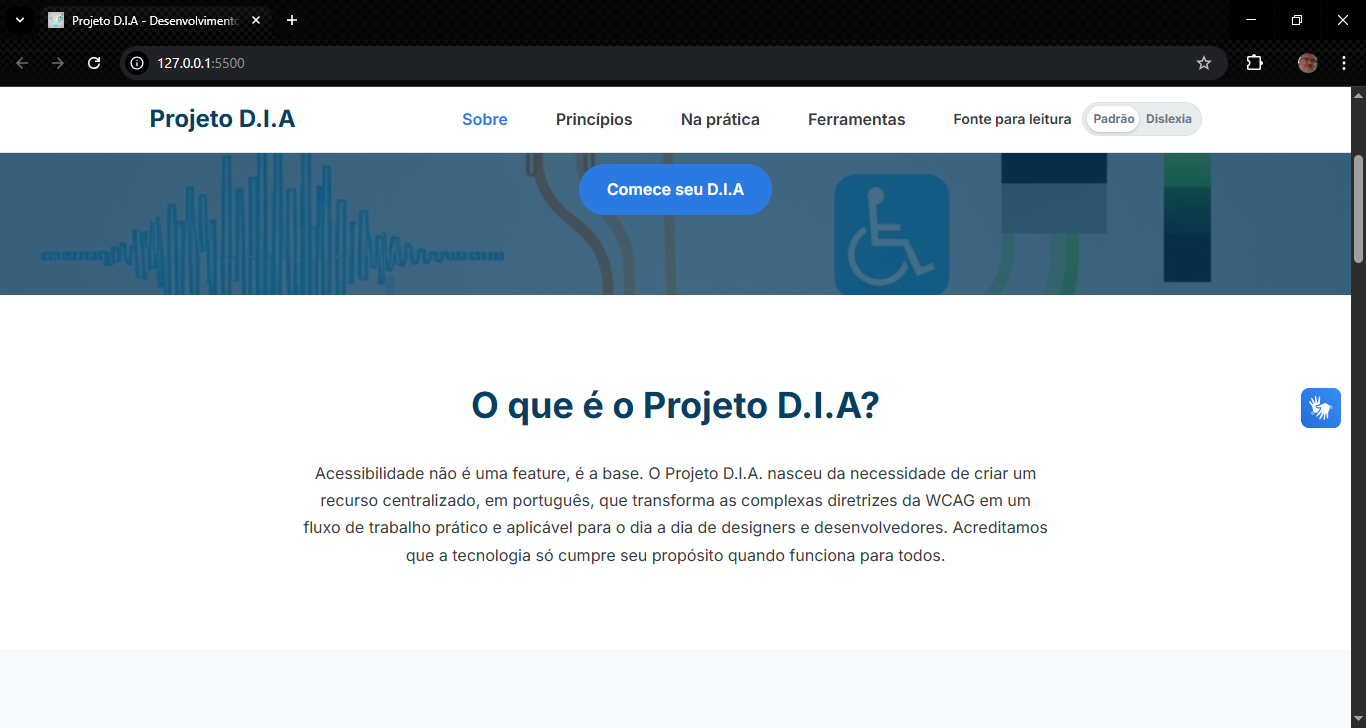 Projeto D.I.A - Desenvolvimento
127.0.0.1:5500
Projeto D.I.A
Sobre
Princípios
Na prática
Ferramentas
Fonte para leitura
Padrão
Dislexia
Comece seu D.I.A
O que é o Projeto D.I.A?
Acessibilidade não é uma feature, é a base. O Projeto D.I.A. nasceu da necessidade de criar um
recurso centralizado, em português, que transforma as complexas diretrizes da WCAG em um
fluxo de trabalho prático e aplicável para o dia a dia de designers e desenvolvedores. Acreditamos
que a tecnologia só cumpre seu propósito quando funciona para todos.